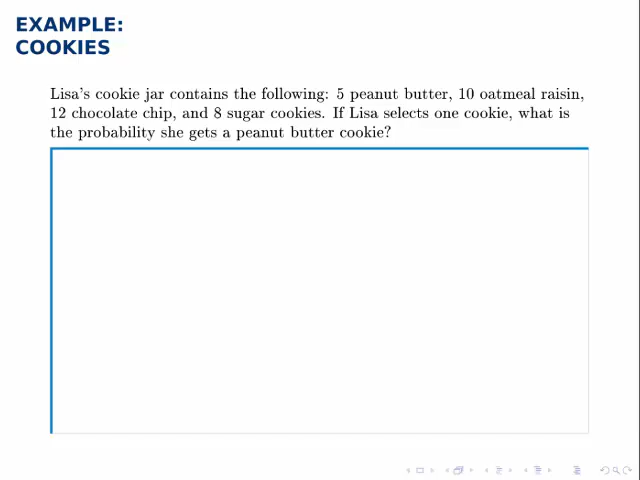 EXAMPLE:
COOKIES
Lisa's cookie jar contains the following: 5 peanut butter, 10 oatmeal raisin,
12 chocolate chip, and 8 sugar cookies. If Lisa selects one cookie, what is
the probability she gets a peanut butter cookie?